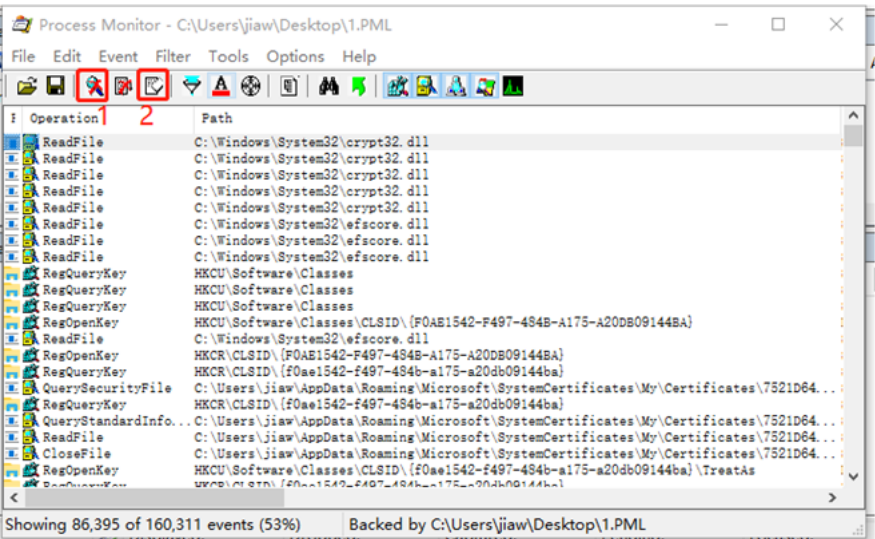 Process Monitor - C:\Users\jiaw\Desktop\1.PML
File Edit Event Filter Tools Options Help
1 2
Operation Path
ReadFile C:\Windows\System32\crypt32.dll
ReadFile C:\Windows\System32\crypt32.dll
ReadFile C:\Windows\System32\crypt32.dll
ReadFile C:\Windows\System32\crypt32.dll
ReadFile C:\Windows\System32\crypt32.dll
ReadFile C:\Windows\System32\efscore.dll
ReadFile C:\Windows\System32\efscore.dll
ReadFile C:\Windows\System32\efscore.dll
RegQueryKey HKCU\Software\Classes
RegQueryKey HKCU\Software\Classes
RegQueryKey HKCU\Software\Classes
RegOpenKey HKCU\Software\Classes\CLSID\{F0AE1542-F497-484B-A175-A20DB09144BA}
ReadFile C:\Windows\System32\efscore.dll
RegOpenKey HKCR\CLSID\{F0AE1542-F497-484B-A175-A20DB09144BA}
RegQueryKey HKCR\CLSID\{f0ae1542-f497-484b-a175-a20db09144ba}
QuerySecurityFile C:\Users\jiaw\AppData\Roaming\Microsoft\SystemCertificates\My\Certificates\7521D64...
RegQueryKey HKCR\CLSID\{f0ae1542-f497-484b-a175-a20db09144ba}
QueryStandardInfo... C:\Users\jiaw\AppData\Roaming\Microsoft\SystemCertificates\My\Certificates\7521D64...
ReadFile C:\Users\jiaw\AppData\Roaming\Microsoft\SystemCertificates\My\Certificates\7521D64...
CloseFile C:\Users\jiaw\AppData\Roaming\Microsoft\SystemCertificates\My\Certificates\7521D64...
RegOpenKey HKCU\Software\Classes\CLSID\{f0ae1542-f497-484b-a175-a20db09144ba}\TreatAs
RegQueryKey HKCR\CLSID\{f0ae1542-f497-484b-a175-a20db09144ba}
Showing 86,395 of 160,311 events (53%) Backed by C:\Users\jiaw\Desktop\1.PML